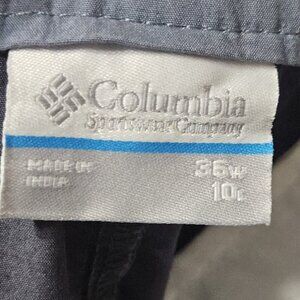 Columbia
Sportswear Company
MADE IN
INDIA
36W
10L